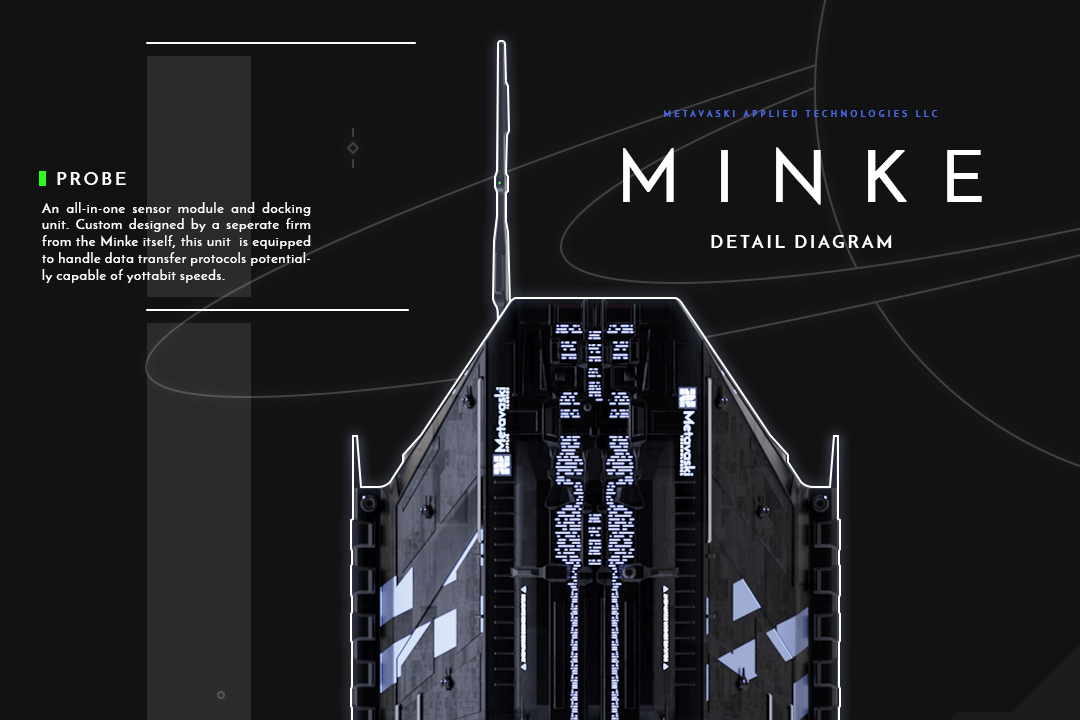 METAVASKI APPLIED TECHNOLOGIES LLC
MINKE
DETAIL DIAGRAM
PROBE
An all-in-one sensor module and docking
unit. Custom designed by a seperate firm
from the Minke itself, this unit is equipped
to handle data transfer protocols potential-
ly capable of yottabit speeds.
Metavaski
Metavaski